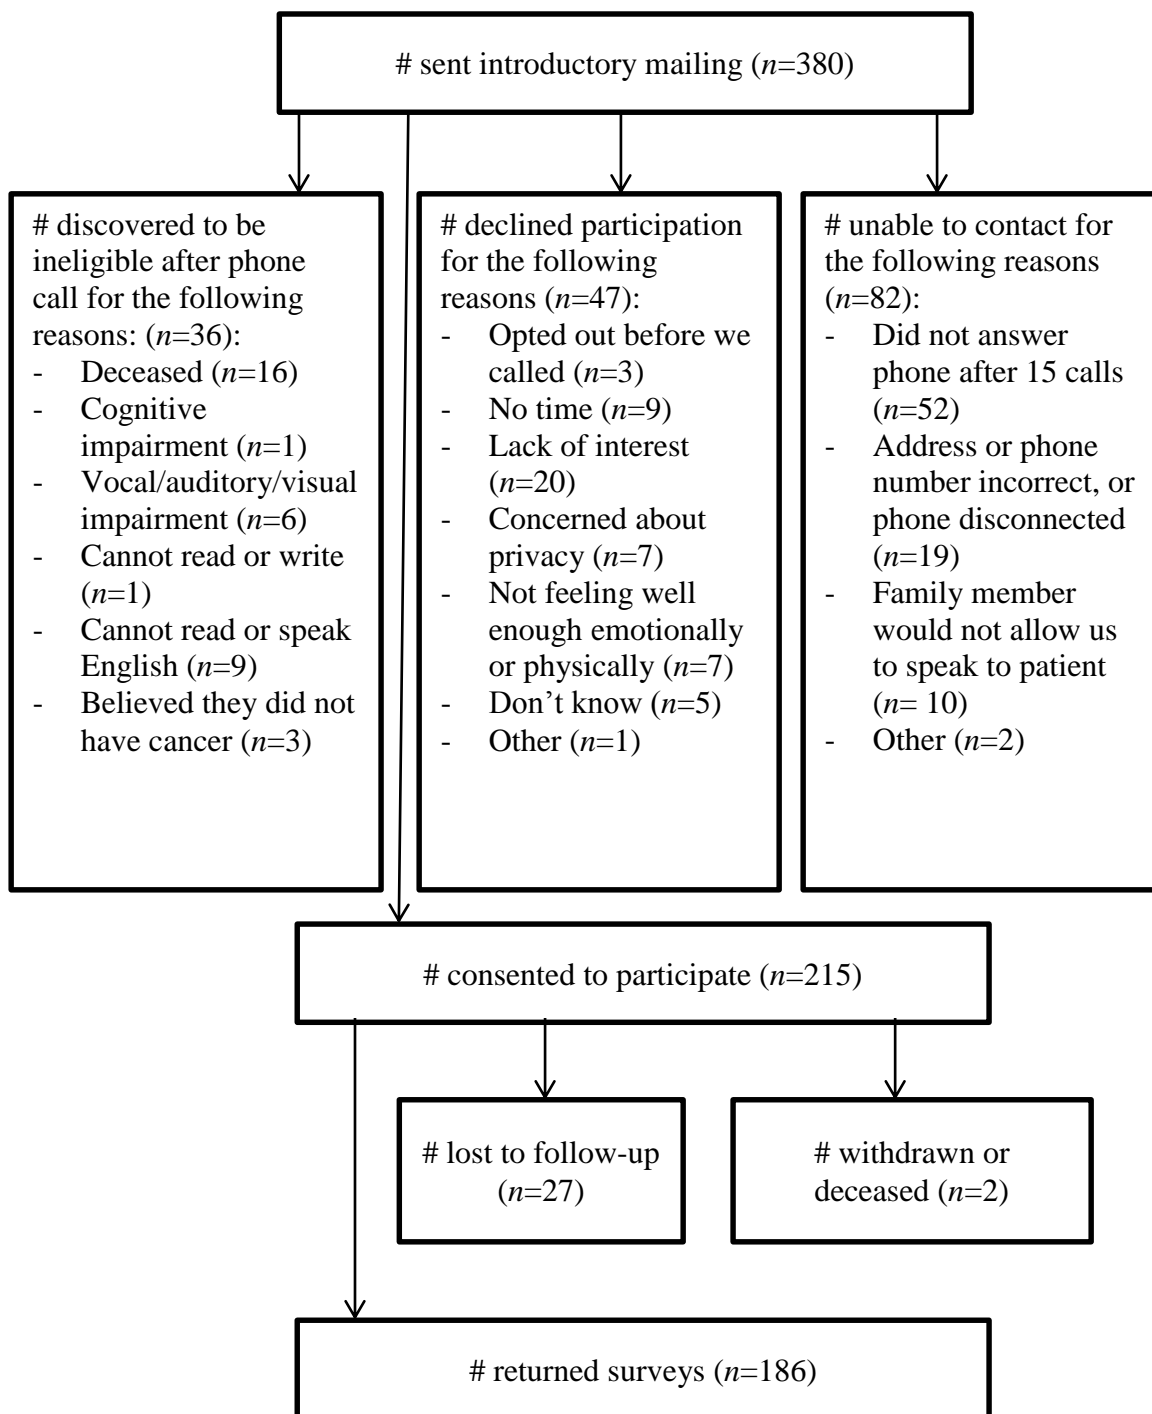 # sent introductory mailing (n=380)
# discovered to be
ineligible after phone
call for the following
reasons: (n=36):
- Deceased (n=16)
- Cognitive
impairment (n=1)
- Vocal/auditory/visual
impairment (n=6)
- Cannot read or write
(n=1)
- Cannot read or speak
English (n=9)
- Believed they did not
have cancer (n=3)
# declined participation
for the following
reasons (n=47):
- Opted out before we
called (n=3)
- No time (n=9)
- Lack of interest
(n=20)
- Concerned about
privacy (n=7)
- Not feeling well
enough emotionally
or physically (n=7)
- Don’t know (n=5)
- Other (n=1)
# unable to contact for
the following reasons
(n=82):
- Did not answer
phone after 15 calls
(n=52)
- Address or phone
number incorrect, or
phone disconnected
(n=19)
- Family member
would not allow us
to speak to patient
(n= 10)
- Other (n=2)
# consented to participate (n=215)
# lost to follow-up
(n=27)
# withdrawn or
deceased (n=2)
# returned surveys (n=186)